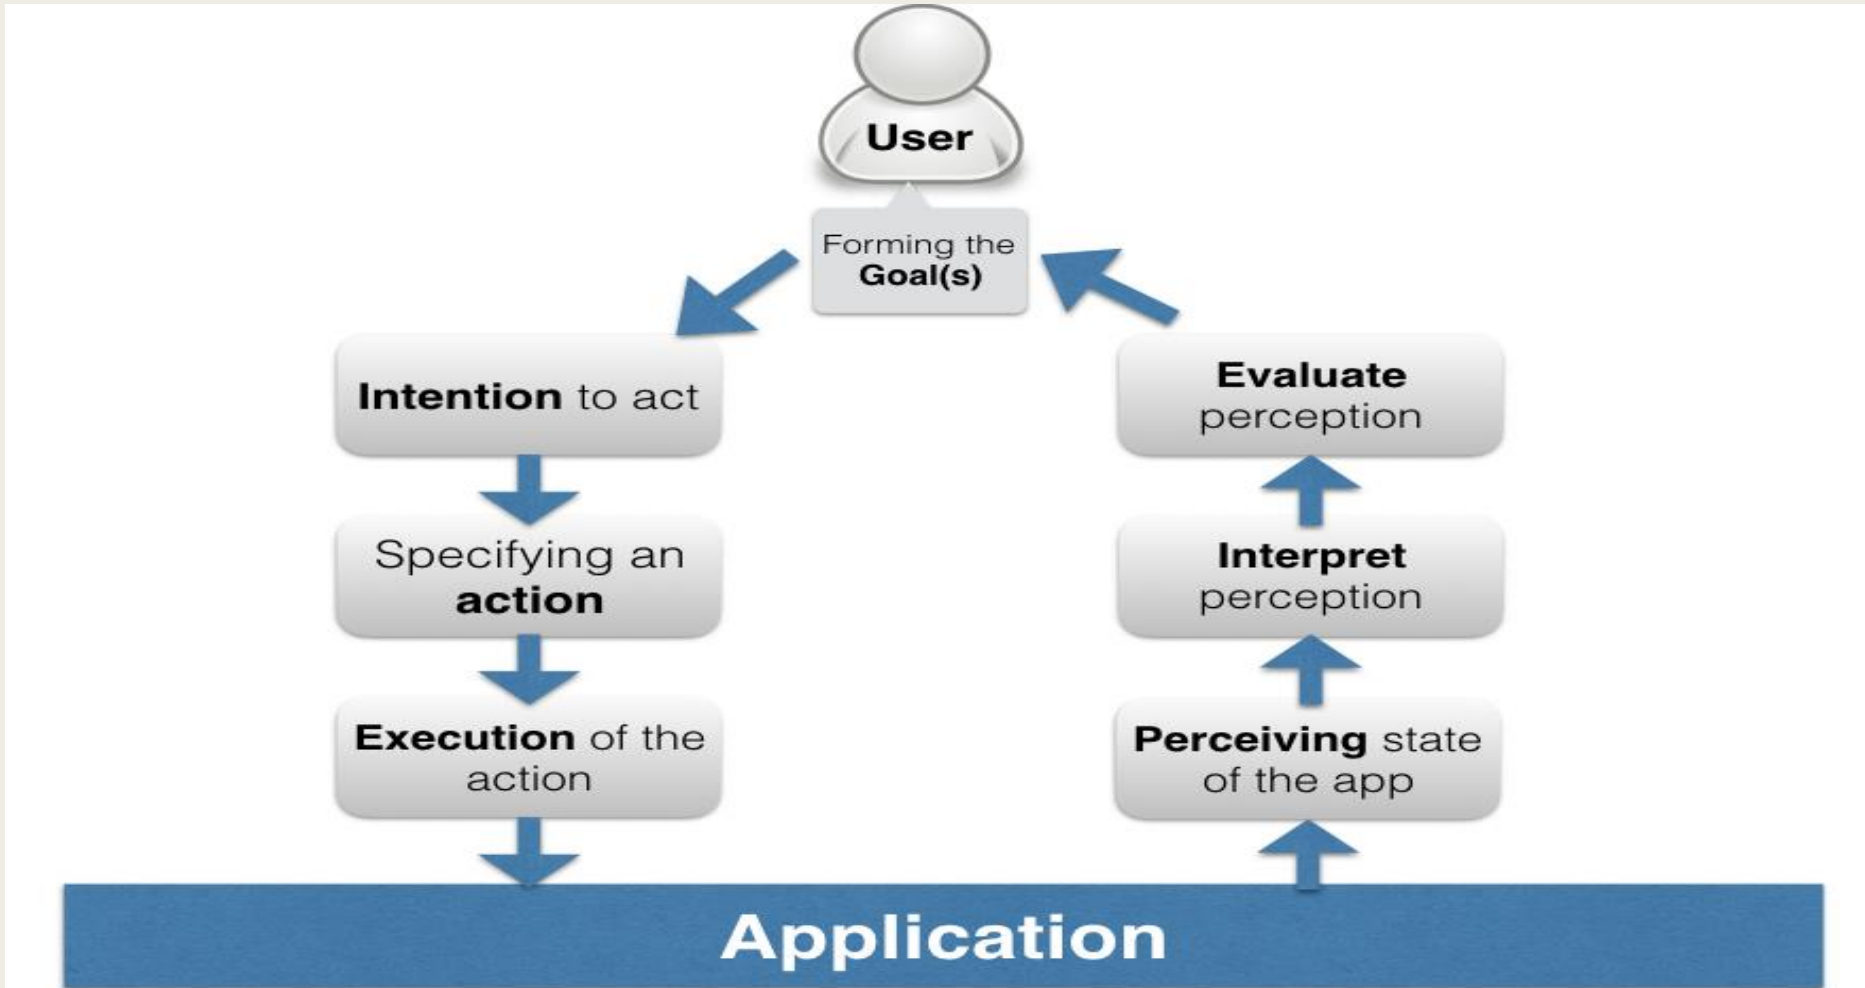 User
Forming the
Goal(s)
Intention to act
Specifying an
action
Execution of the
action
Evaluate
perception
Interpret
perception
Perceiving state
of the app
Application